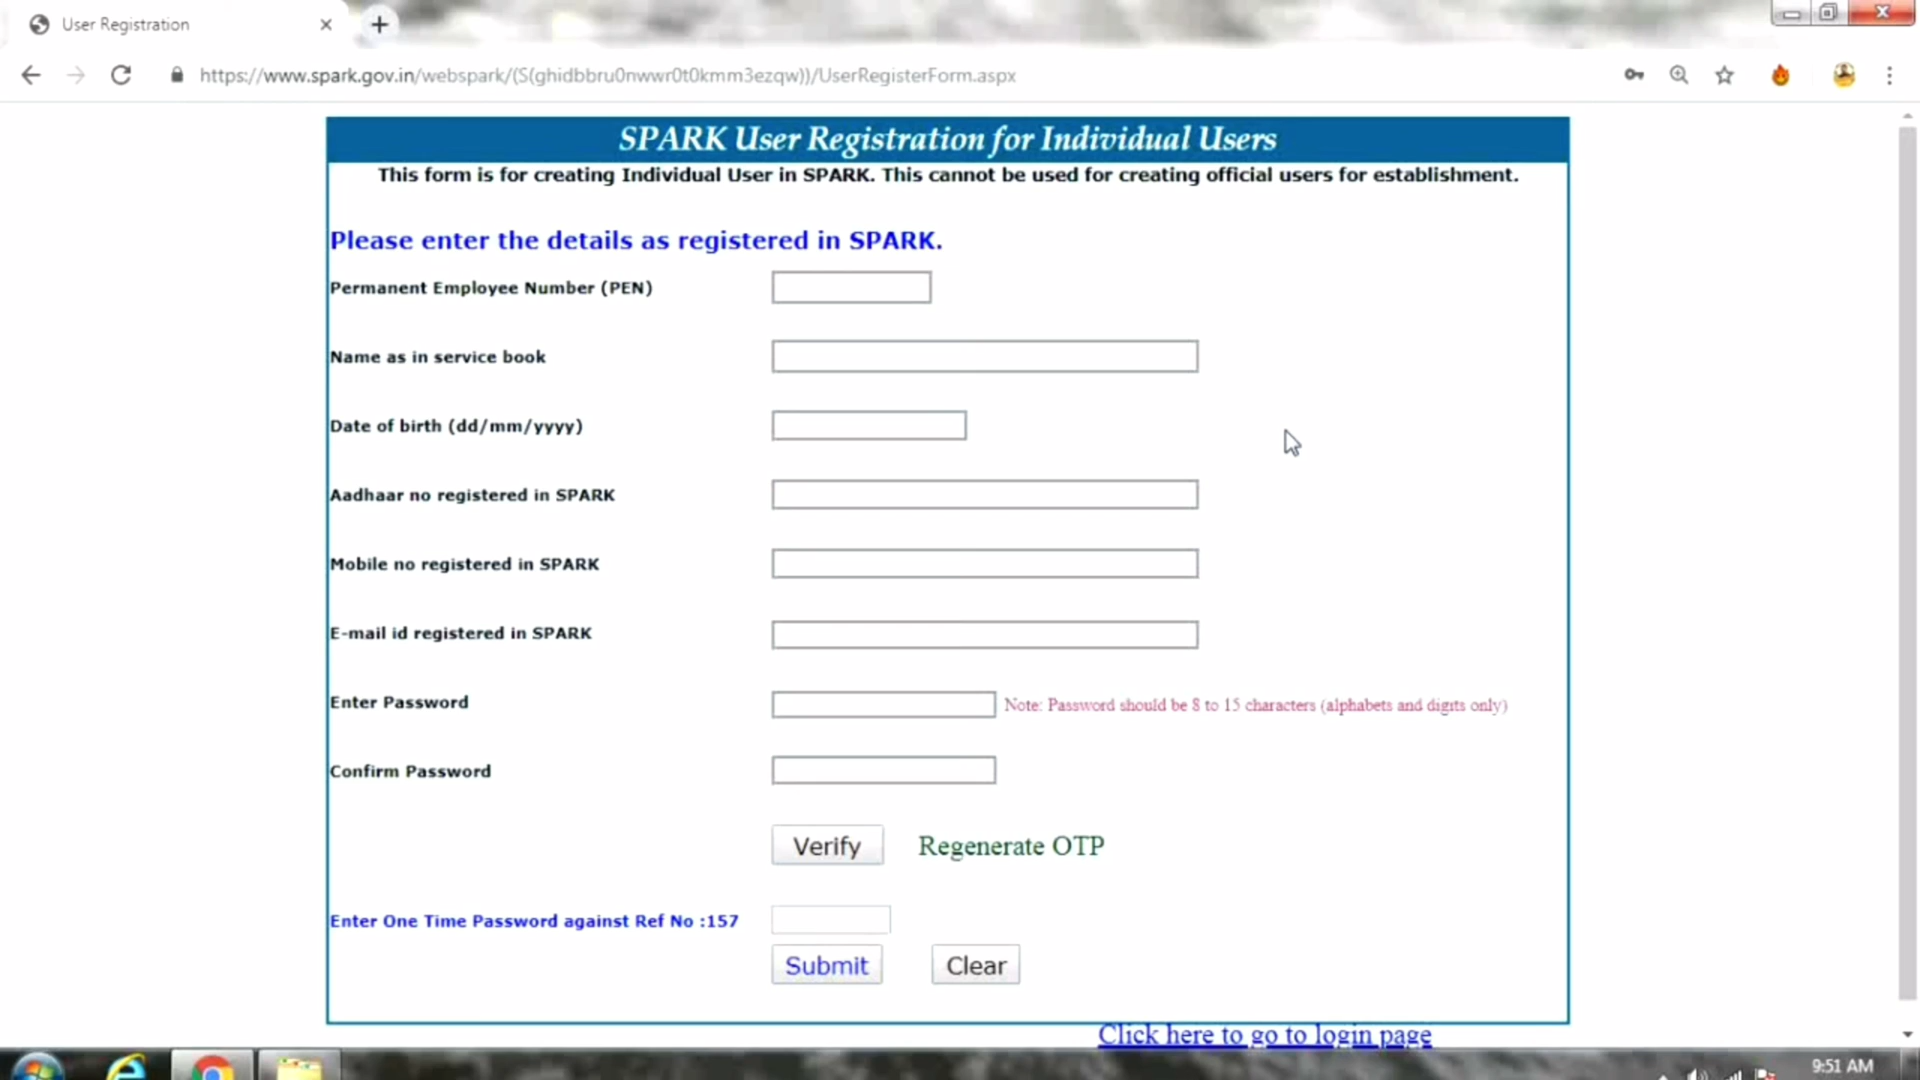 User Registration
https://www.spark.gov.in/webspark/(S(ghidbbru0nwwr0t0kmm3ezqw))/UserRegisterForm.aspx
SPARK User Registration for Individual Users
This form is for creating Individual User in SPARK. This cannot be used for creating official users for establishment.
Please enter the details as registered in SPARK.
Permanent Employee Number (PEN)
Name as in service book
Date of birth (dd/mm/yyyy)
Aadhaar no registered in SPARK
Mobile no registered in SPARK
E-mail id registered in SPARK
Enter Password
Note: Password should be 8 to 15 characters (alphabets and digits only)
Confirm Password
Verify Regenerate OTP
Enter One Time Password against Ref No :157
Submit Clear
Click here to go to login page
9:51 AM